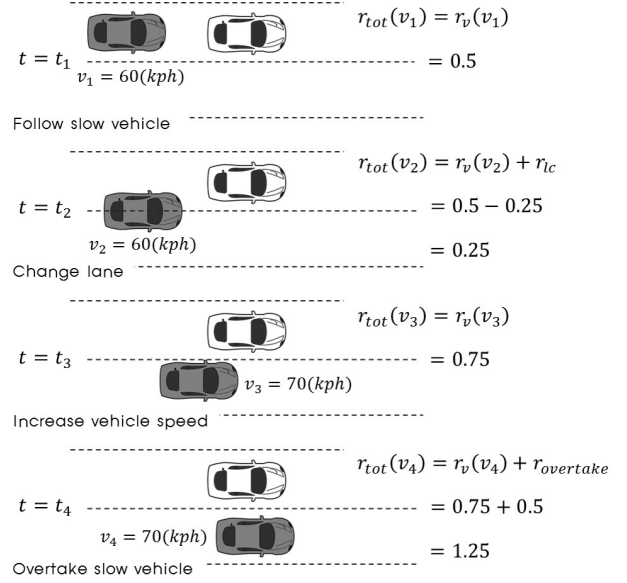 r_tot(v_1) = r_v(v_1)
t = t_1
= 0.5
v_1 = 60(kph)
Follow slow vehicle
r_tot(v_2) = r_v(v_2) + r_lc
t = t_2
= 0.5 − 0.25
v_2 = 60(kph)
= 0.25
Change lane
r_tot(v_3) = r_v(v_3)
t = t_3
= 0.75
v_3 = 70(kph)
Increase vehicle speed
r_tot(v_4) = r_v(v_4) + r_overtake
t = t_4
= 0.75 + 0.5
v_4 = 70(kph)
= 1.25
Overtake slow vehicle